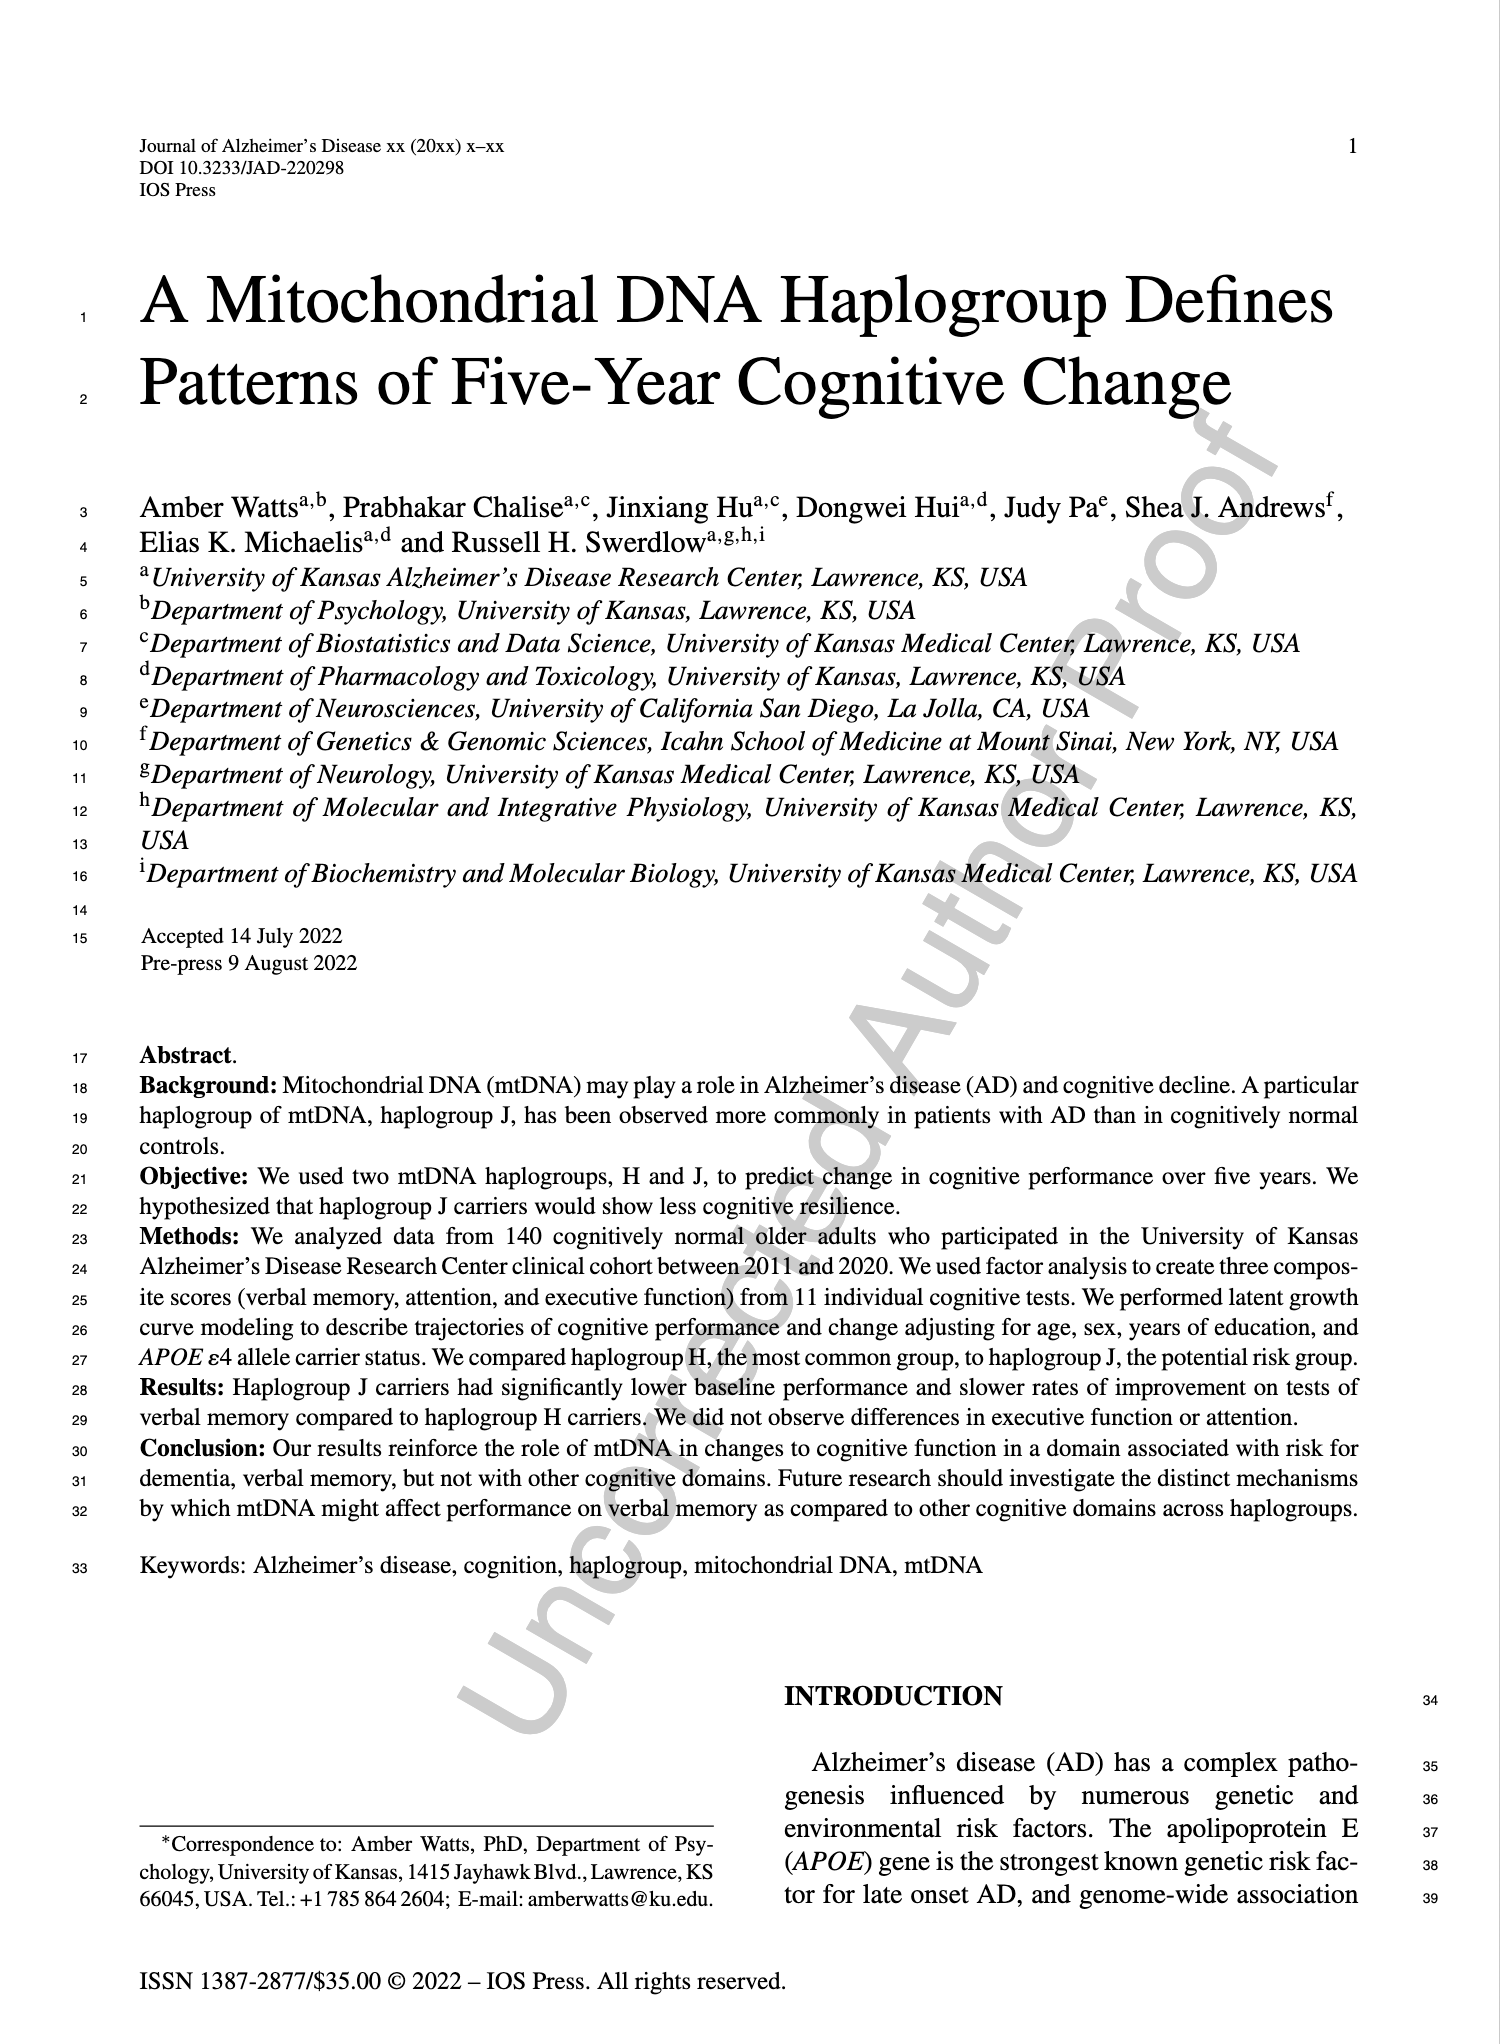 Journal of Alzheimer's Disease xx (20xx) x–xx
DOI 10.3233/JAD-220298
IOS Press
1
1 A Mitochondrial DNA Haplogroup Defines
2 Patterns of Five-Year Cognitive Change
3 Amber Watts^a,b, Prabhakar Chalise^a,c, Jinxiang Hu^a,c, Dongwei Hui^a,d, Judy Pa^e, Shea J. Andrews^f,
4 Elias K. Michaelis^a,d and Russell H. Swerdlow^a,g,h,i
5 ^a University of Kansas Alzheimer's Disease Research Center, Lawrence, KS, USA
6 ^b Department of Psychology, University of Kansas, Lawrence, KS, USA
7 ^c Department of Biostatistics and Data Science, University of Kansas Medical Center, Lawrence, KS, USA
8 ^d Department of Pharmacology and Toxicology, University of Kansas, Lawrence, KS, USA
9 ^e Department of Neurosciences, University of California San Diego, La Jolla, CA, USA
10 ^f Department of Genetics & Genomic Sciences, Icahn School of Medicine at Mount Sinai, New York, NY, USA
11 ^g Department of Neurology, University of Kansas Medical Center, Lawrence, KS, USA
12 ^h Department of Molecular and Integrative Physiology, University of Kansas Medical Center, Lawrence, KS,
13 USA
16 ^i Department of Biochemistry and Molecular Biology, University of Kansas Medical Center, Lawrence, KS, USA
14
15 Accepted 14 July 2022
Pre-press 9 August 2022
17 Abstract.
18 Background: Mitochondrial DNA (mtDNA) may play a role in Alzheimer's disease (AD) and cognitive decline. A particular
19 haplogroup of mtDNA, haplogroup J, has been observed more commonly in patients with AD than in cognitively normal
20 controls.
21 Objective: We used two mtDNA haplogroups, H and J, to predict change in cognitive performance over five years. We
22 hypothesized that haplogroup J carriers would show less cognitive resilience.
23 Methods: We analyzed data from 140 cognitively normal older adults who participated in the University of Kansas
24 Alzheimer's Disease Research Center clinical cohort between 2011 and 2020. We used factor analysis to create three compos-
25 ite scores (verbal memory, attention, and executive function) from 11 individual cognitive tests. We performed latent growth
26 curve modeling to describe trajectories of cognitive performance and change adjusting for age, sex, years of education, and
27 APOE ε4 allele carrier status. We compared haplogroup H, the most common group, to haplogroup J, the potential risk group.
28 Results: Haplogroup J carriers had significantly lower baseline performance and slower rates of improvement on tests of
29 verbal memory compared to haplogroup H carriers. We did not observe differences in executive function or attention.
30 Conclusion: Our results reinforce the role of mtDNA in changes to cognitive function in a domain associated with risk for
31 dementia, verbal memory, but not with other cognitive domains. Future research should investigate the distinct mechanisms
32 by which mtDNA might affect performance on verbal memory as compared to other cognitive domains across haplogroups.
33 Keywords: Alzheimer's disease, cognition, haplogroup, mitochondrial DNA, mtDNA
Uncorrected Author Proof
*Correspondence to: Amber Watts, PhD, Department of Psy-
chology, University of Kansas, 1415 Jayhawk Blvd., Lawrence, KS
66045, USA. Tel.: +1 785 864 2604; E-mail: amberwatts@ku.edu.
INTRODUCTION 34
Alzheimer's disease (AD) has a complex patho- 35
genesis influenced by numerous genetic and 36
environmental risk factors. The apolipoprotein E 37
(APOE) gene is the strongest known genetic risk fac- 38
tor for late onset AD, and genome-wide association 39
ISSN 1387-2877/$35.00 © 2022 – IOS Press. All rights reserved.